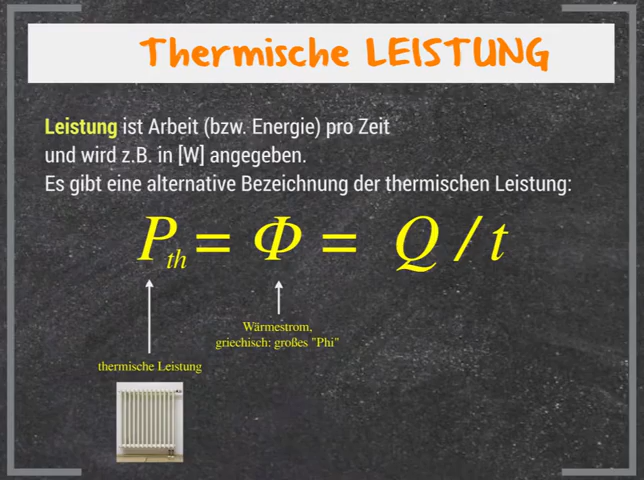 Thermische LEISTUNG
Leistung ist Arbeit (bzw. Energie) pro Zeit
und wird z.B. in [W] angegeben.
Es gibt eine alternative Bezeichnung der thermischen Leistung:
P_th = Φ = Q / t
Wärmestrom,
griechisch: großes "Phi"
thermische Leistung